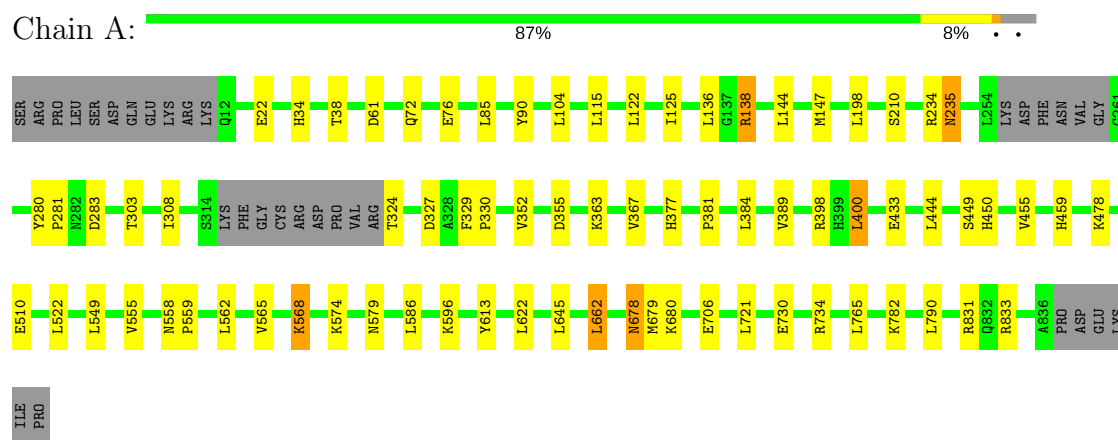 Chain A:
87% 8% • •
SER ARG PRO LEU SER ASP GLN GLU LYS ARG LYS Q12 E22 H34 T38 D61 Q72 E76 L85 Y90 L104 L115 L122 I125 L136 G137 R138 L144 M147 L198 S210 R234 N235 L254 LYS ASP PHE ASN VAL GLY G261
Y280 P281 N282 D283 T303 I308 S314 LYS PHE GLY CYS ARG ASP PRO VAL ARG T324 D327 A328 F329 P330 V352 D355 K363 V367 H377 P381 L384 V389 R398 H399 L400 E433 L444 S449 H450 V455 H459 K478
E510 L522 L549 V555 N558 P559 L562 V565 K568 K574 N579 L586 K596 Y613 L622 L645 L662 N678 M679 K680 E706 L721 E730 R734 L765 K782 L790 R831 Q832 R833 A836 PRO ASP GLU LYS
ILE PRO